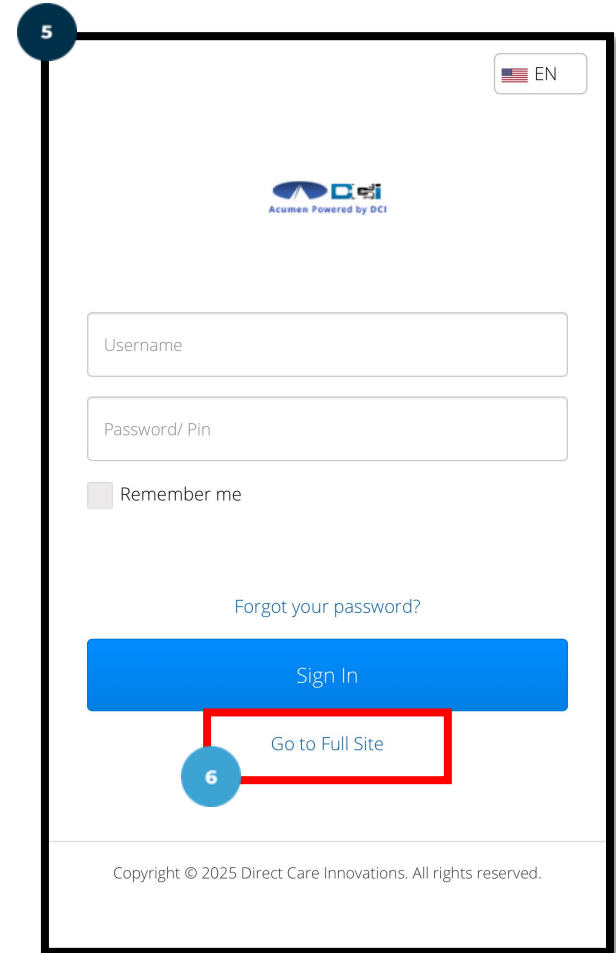 5
EN
DCI
Acumen Powered by DCI
Username
Password/ Pin
Remember me
Forgot your password?
Sign In
Go to Full Site
6
Copyright © 2025 Direct Care Innovations. All rights reserved.